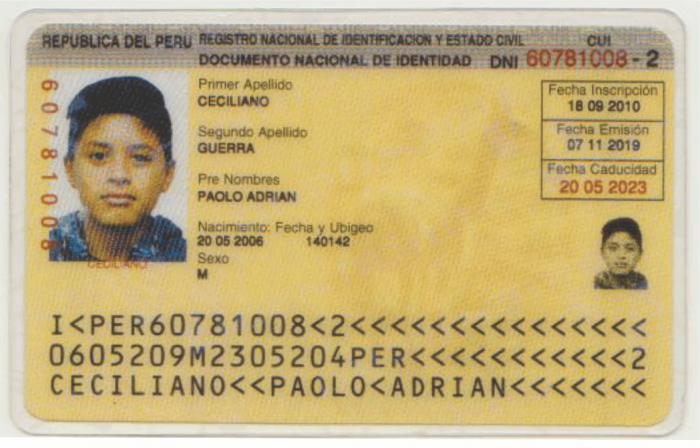 REPUBLICA DEL PERU REGISTRO NACIONAL DE IDENTIFICACION Y ESTADO CIVIL CUI
DOCUMENTO NACIONAL DE IDENTIDAD DNI 60781008 - 2
60781008
Primer Apellido
CECILIANO
Segundo Apellido
GUERRA
Pre Nombres
PAOLO ADRIAN
Nacimiento: Fecha y Ubigeo
20 05 2006 140142
Sexo
M
Fecha Inscripción
18 09 2010
Fecha Emisión
07 11 2019
Fecha Caducidad
20 05 2023
CECILIANO
I<PER60781008<2<<<<<<<<<<<<<<<
0605209M2305204PER<<<<<<<<<<<2
CECILIANO<<PAOLO<ADRIAN<<<<<<<